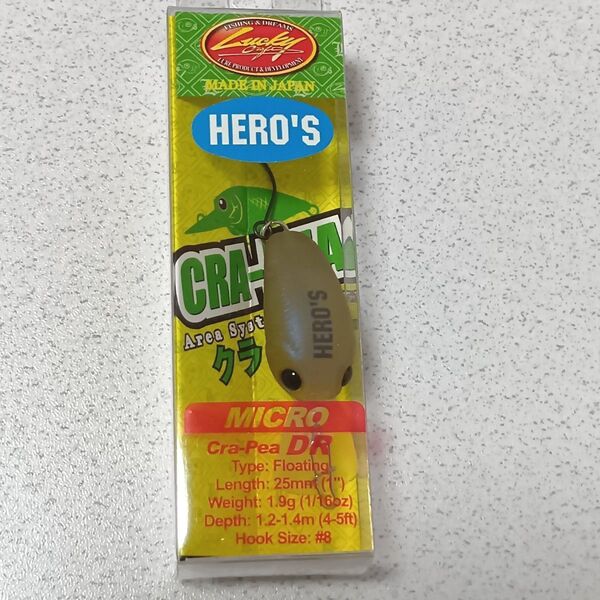 FISHING & DREAMS
Lucky
Craft
LURE PRODUCT & DEVELOPMENT
MADE IN JAPAN
HERO'S
CRA-
Area Syst
クラ
HERO'S
MICRO
Cra-Pea DR
Type: Floating
Length: 25mm (1")
Weight: 1.9g (1/16oz)
Depth: 1.2-1.4m (4-5ft)
Hook Size: #8